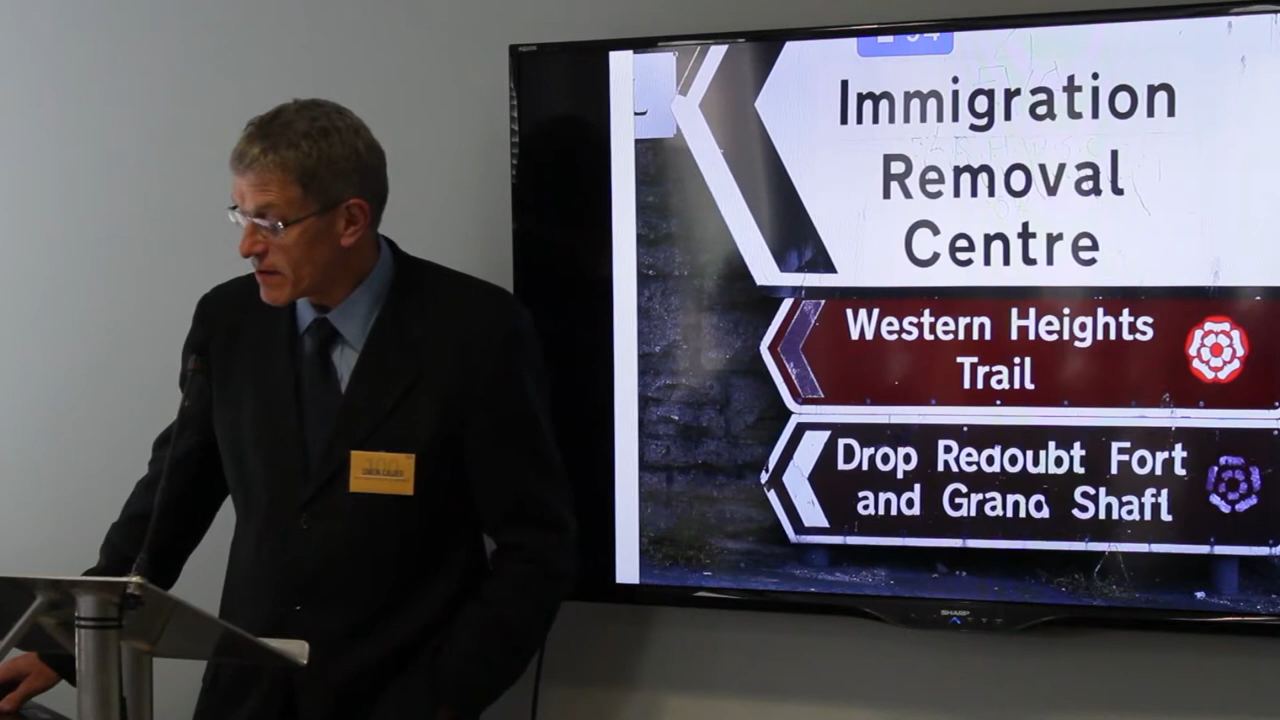 Immigration
Removal
Centre
Western Heights
Trail
Drop Redoubt Fort
and Grand Shaft
SHARP